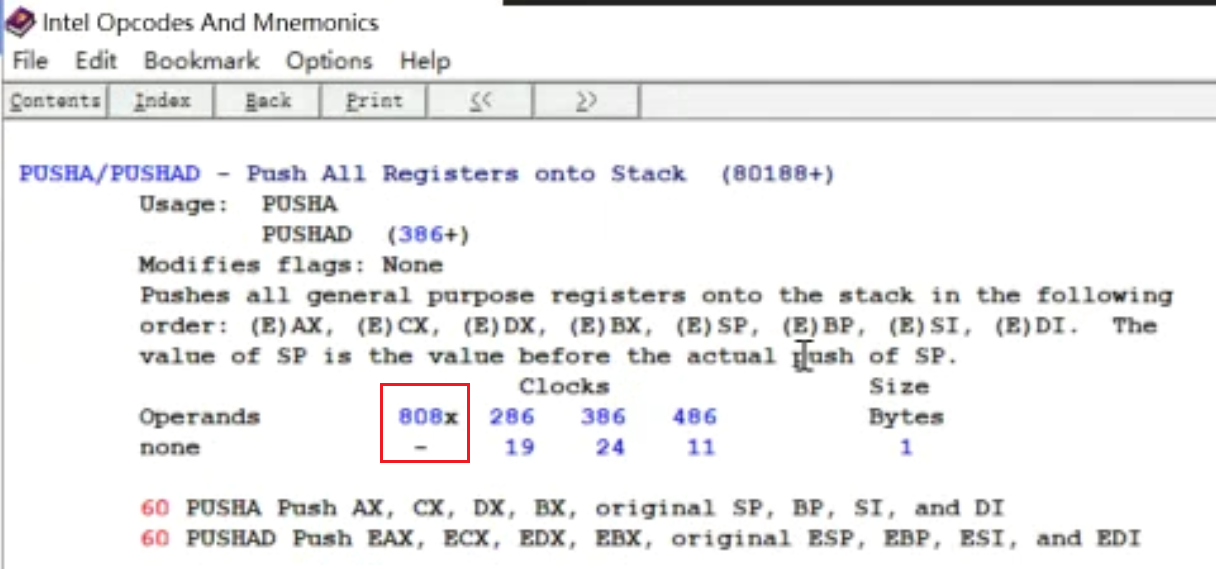 Intel Opcodes And Mnemonics
File Edit Bookmark Options Help
Contents Index Back Print << >>
PUSHA/PUSHAD - Push All Registers onto Stack (80188+)
Usage: PUSHA
PUSHAD (386+)
Modifies flags: None
Pushes all general purpose registers onto the stack in the following
order: (E)AX, (E)CX, (E)DX, (E)BX, (E)SP, (E)BP, (E)SI, (E)DI. The
value of SP is the value before the actual push of SP.
Clocks Size
Operands 808x 286 386 486 Bytes
none - 19 24 11 1
60 PUSHA Push AX, CX, DX, BX, original SP, BP, SI, and DI
60 PUSHAD Push EAX, ECX, EDX, EBX, original ESP, EBP, ESI, and EDI